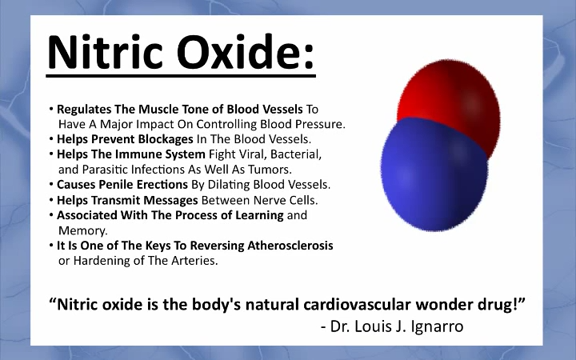 Nitric Oxide:
• Regulates The Muscle Tone of Blood Vessels To
Have A Major Impact On Controlling Blood Pressure.
• Helps Prevent Blockages In The Blood Vessels.
• Helps The Immune System Fight Viral, Bacterial,
and Parasitic Infections As Well As Tumors.
• Causes Penile Erections By Dilating Blood Vessels.
• Helps Transmit Messages Between Nerve Cells.
• Associated With The Process of Learning and
Memory.
• It Is One of The Keys To Reversing Atherosclerosis
or Hardening of The Arteries.
“Nitric oxide is the body's natural cardiovascular wonder drug!”
- Dr. Louis J. Ignarro